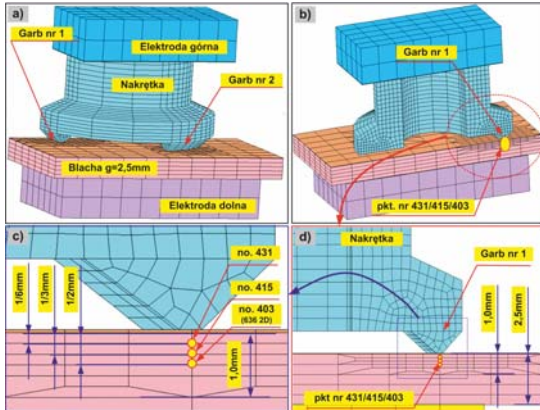 a)
Garb nr 1
Elektroda górna
Nakrętka
Garb nr 2
Blacha g=2,5mm
Elektroda dolna
b)
Garb nr 1
pkt. nr 431/415/403
c)
no. 431
no. 415
no. 403
(636 2D)
1/6mm
1/3mm
1/2mm
1,0mm
d)
Nakrętka
Garb nr 1
1,0mm
2,5mm
pkt nr 431/415/403